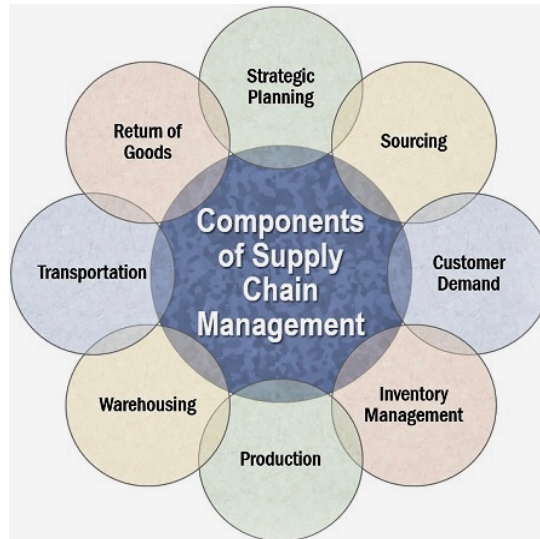 Components
of Supply
Chain
Management
Strategic
Planning
Sourcing
Customer
Demand
Inventory
Management
Production
Warehousing
Transportation
Return of
Goods